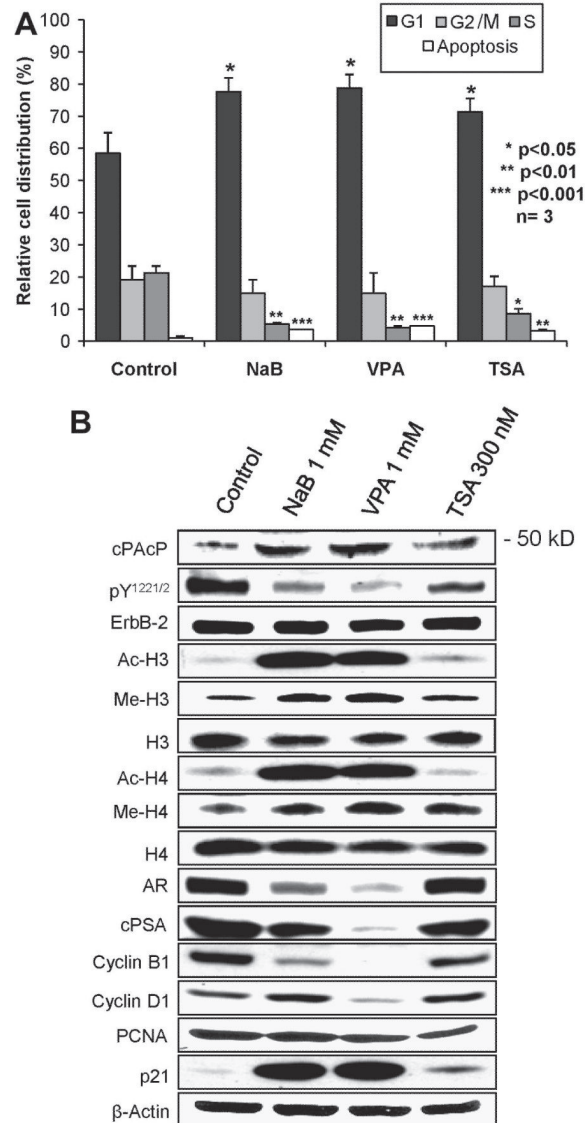 A
G1 G2/M S
Apoptosis
Relative cell distribution (%)
100
90
80
70
60
50
40
30
20
10
0
*
*
*
** ***
** ***
*
**
* p<0.05
** p<0.01
*** p<0.001
n= 3
Control NaB VPA TSA
B
Control NaB 1 mM VPA 1 mM TSA 300 nM
cPAcP - 50 kD
pY1221/2
ErbB-2
Ac-H3
Me-H3
H3
Ac-H4
Me-H4
H4
AR
cPSA
Cyclin B1
Cyclin D1
PCNA
p21
β-Actin